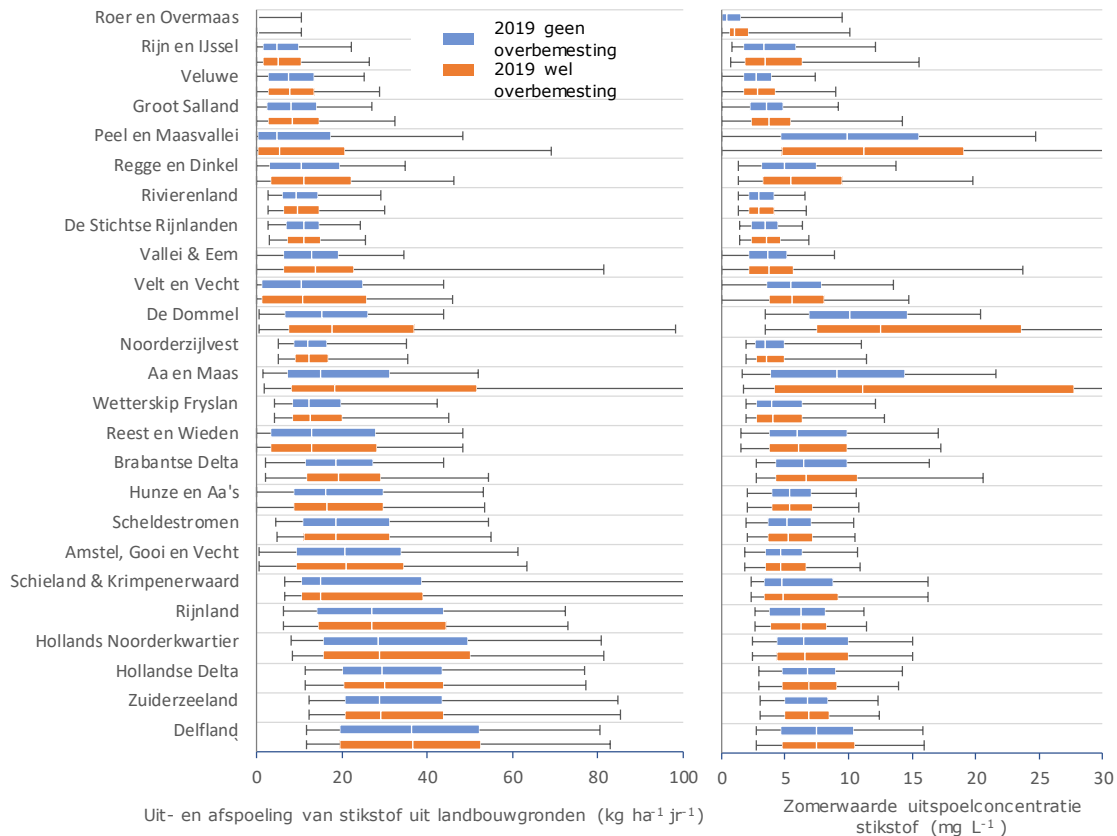 Roer en Overmaas
Rijn en IJssel
Veluwe
Groot Salland
Peel en Maasvallei
Regge en Dinkel
Rivierenland
De Stichtse Rijnlanden
Vallei & Eem
Velt en Vecht
De Dommel
Noorderzijlvest
Aa en Maas
Wetterskip Fryslan
Reest en Wieden
Brabantse Delta
Hunze en Aa's
Scheldestromen
Amstel, Gooi en Vecht
Schieland & Krimpenerwaard
Rijnland
Hollands Noorderkwartier
Hollandse Delta
Zuiderzeeland
Delfland
`
2019 geen
overbemesting
2019 wel
overbemesting
0 20 40 60 80 100
Uit- en afspoeling van stikstof uit landbouwgronden (kg ha⁻¹ jr⁻¹)
0 5 10 15 20 25 30
Zomerwaarde uitspoelconcentratie
stikstof (mg L⁻¹)